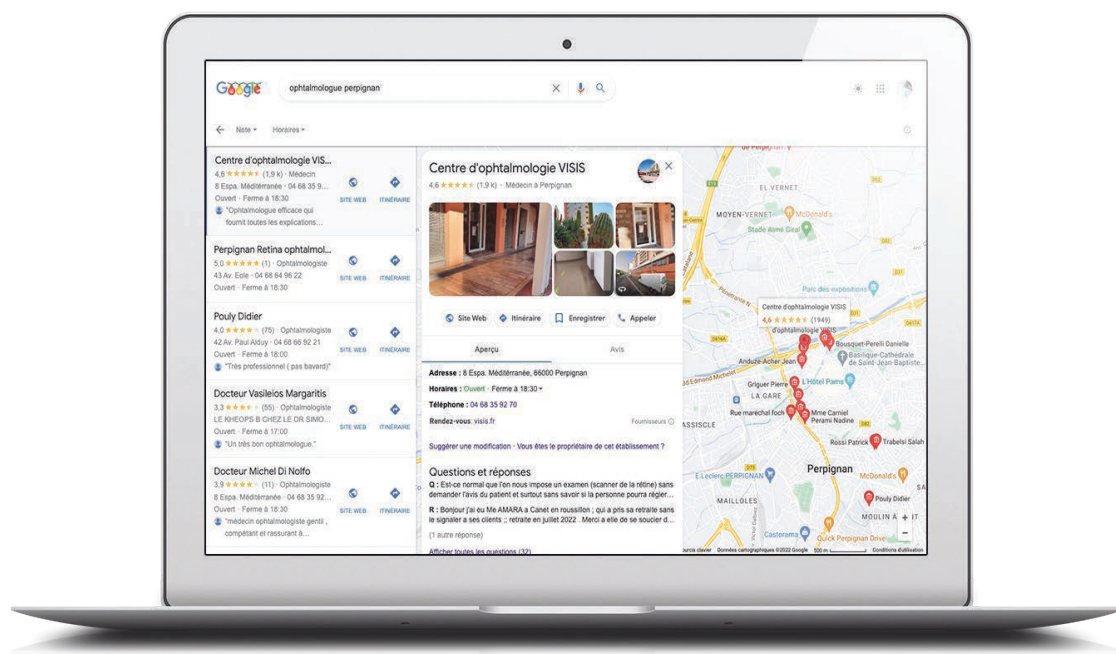 Google
ophtalmologue perpignan
Note
Horaires
Centre d'ophtalmologie VIS...
4,6 (1,9 k) · Médecin
8 Espa. Méditérranée · 04 68 35 9...
Ouvert · Ferme à 18:30
"Ophtalmologue efficace qui
fournit toutes les explications...
SITE WEB
ITINÉRAIRE
Perpignan Retina ophtalmol...
5,0 (1) · Ophtalmologiste
43 Av. Eole · 04 68 64 96 22
Ouvert · Ferme à 18:30
SITE WEB
ITINÉRAIRE
Pouly Didier
4,0 (75) · Ophtalmologiste
42 Av. Paul Alduy · 04 68 66 92 21
Ouvert · Ferme à 18:00
"Très professionnel ( pas bavard)"
SITE WEB
ITINÉRAIRE
Docteur Vasileios Margaritis
3,3 (55) · Ophtalmologiste
LE KHEOPS B CHEZ LE DR SIMO...
Ouvert · Ferme à 17:00
"Un très bon ophtalmologue."
SITE WEB
ITINÉRAIRE
Docteur Michel Di Nolfo
3,9 (11) · Ophtalmologiste
8 Espa. Méditérranée · 04 68 35 92...
Ouvert · Ferme à 18:30
"médecin ophtalmologiste gentil ,
compétant et rassurant à...
SITE WEB
ITINÉRAIRE
Centre d'ophtalmologie VISIS
4,6 (1,9 k) · Médecin à Perpignan
Site Web
Itinéraire
Enregistrer
Appeler
Aperçu
Avis
Adresse : 8 Espa. Méditérranée, 66000 Perpignan
Horaires : Ouvert · Ferme à 18:30
Téléphone : 04 68 35 92 70
Rendez-vous: visis.fr
Fournisseurs
Suggérer une modification · Vous êtes le propriétaire de cet établissement ?
Questions et réponses
Q : Est-ce normal que l'on nous impose un examen (scanner de la rétine) sans
demander l'avis du patient et surtout sans savoir si la personne pourra régler...
R : Bonjour j'ai eu Me AMARA a Canet en roussillon ; qui a pris sa retraite sans
le signaler a ses clients ;; retraite en juillet 2022 . Merci a elle de se soucier d...
(1 autre réponse)
Afficher toutes les questions (32)
de Perpignan
EL VERNET
MOYEN-VERNET
McDonald's
Stade Aimé Giral
Parc des expositions
Centre d'ophtalmologie VISIS
4,6 (1949)
d'ophtalmologie VISIS
Bousquet-Perelli Danielle
Basilique-Cathédrale
de Saint-Jean-Baptiste...
Anduze-Acher Jean
Griguer Pierre
L'Hôtel Pams
LA GARE
Rue maréchal foch
Mme Carniel
Perami Nadine
Rossi Patrick
Trabelsi Salah
E.Leclerc PERPIGNAN
Perpignan
McDonald's
MAILLOLES
Pouly Didier
Castorama
Quick Perpignan Drive
Données cartographiques ©2022 Google
500 m
Conditions d'utilisation